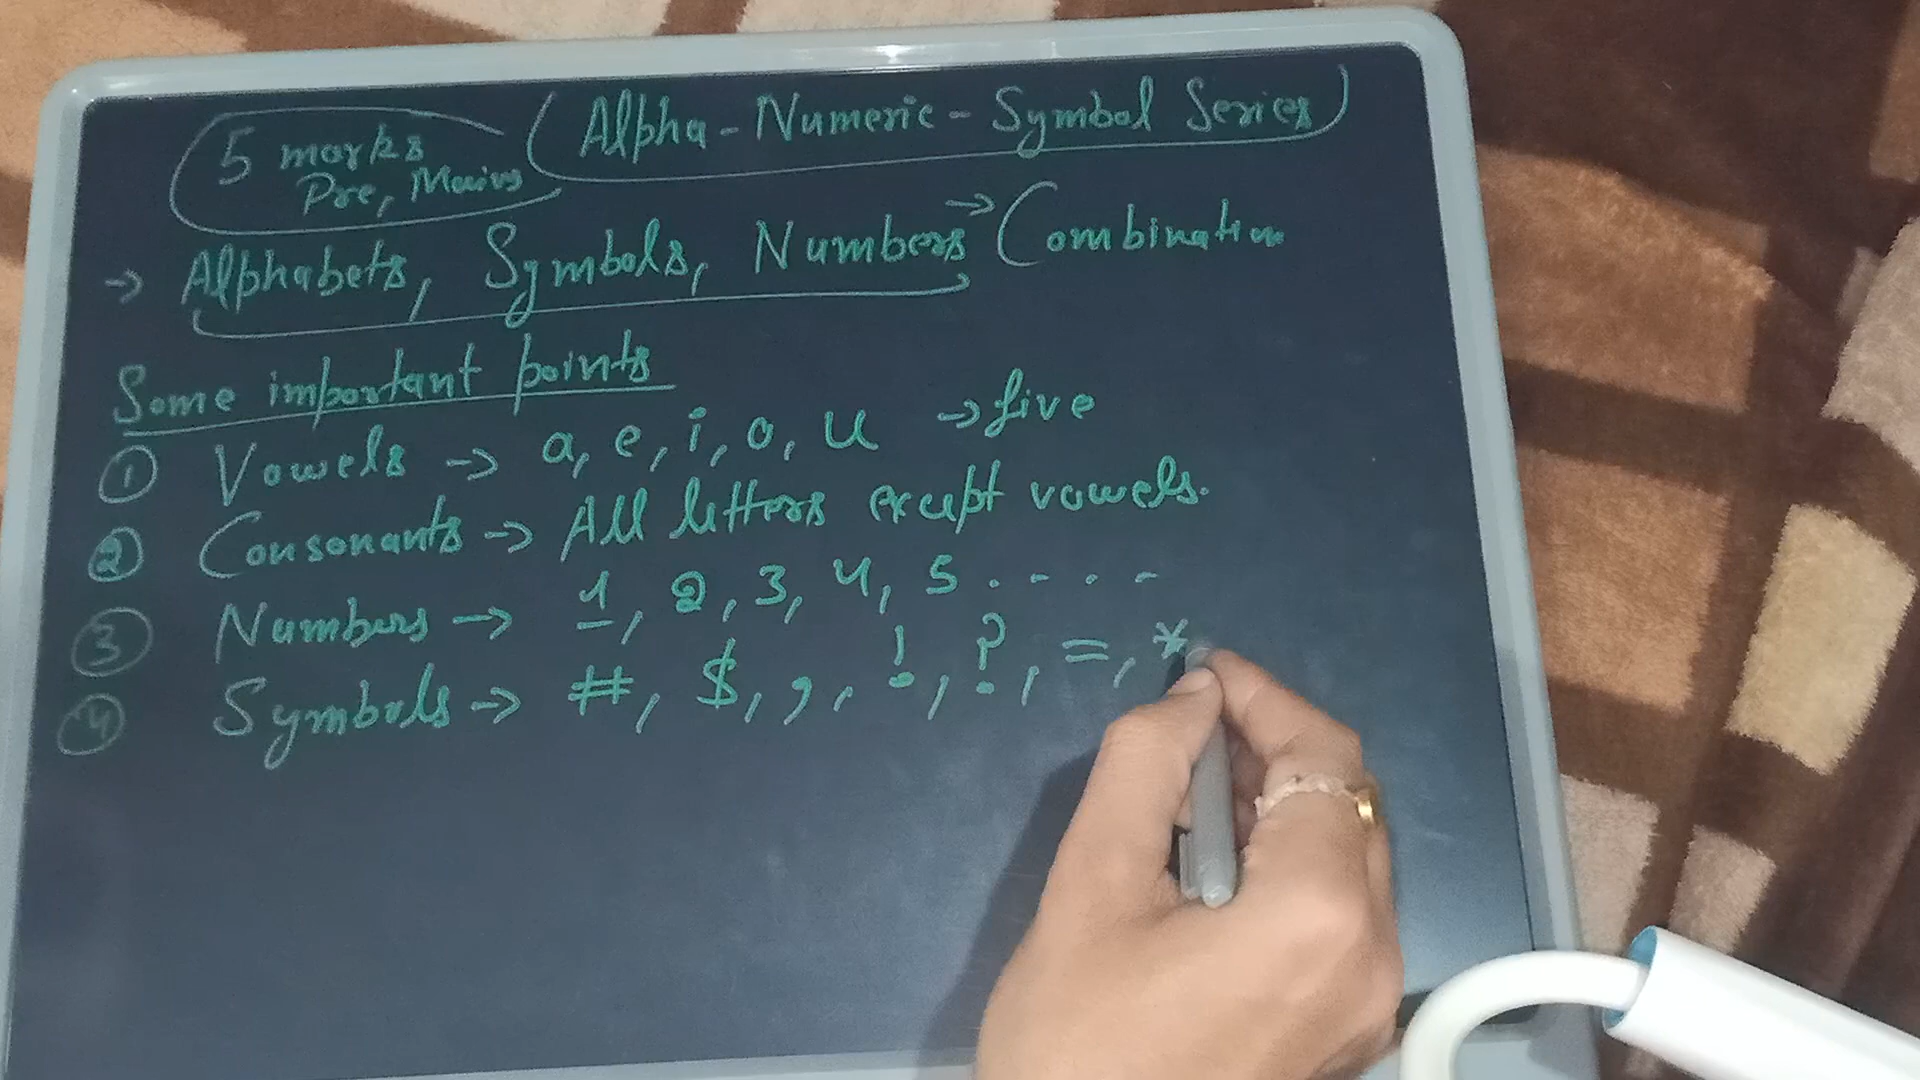 5 marks
Pre, Mains
Alpha-Numeric-Symbol Series
→ Alphabets, Symbols, Numbers → Combination
Some important points
① Vowels → a, e, i, o, u → five
② Consonants → All letters except vowels.
③ Numbers → 1, 2, 3, 4, 5 . - . -
④ Symbols → #, $, ,, !, ?, =, *